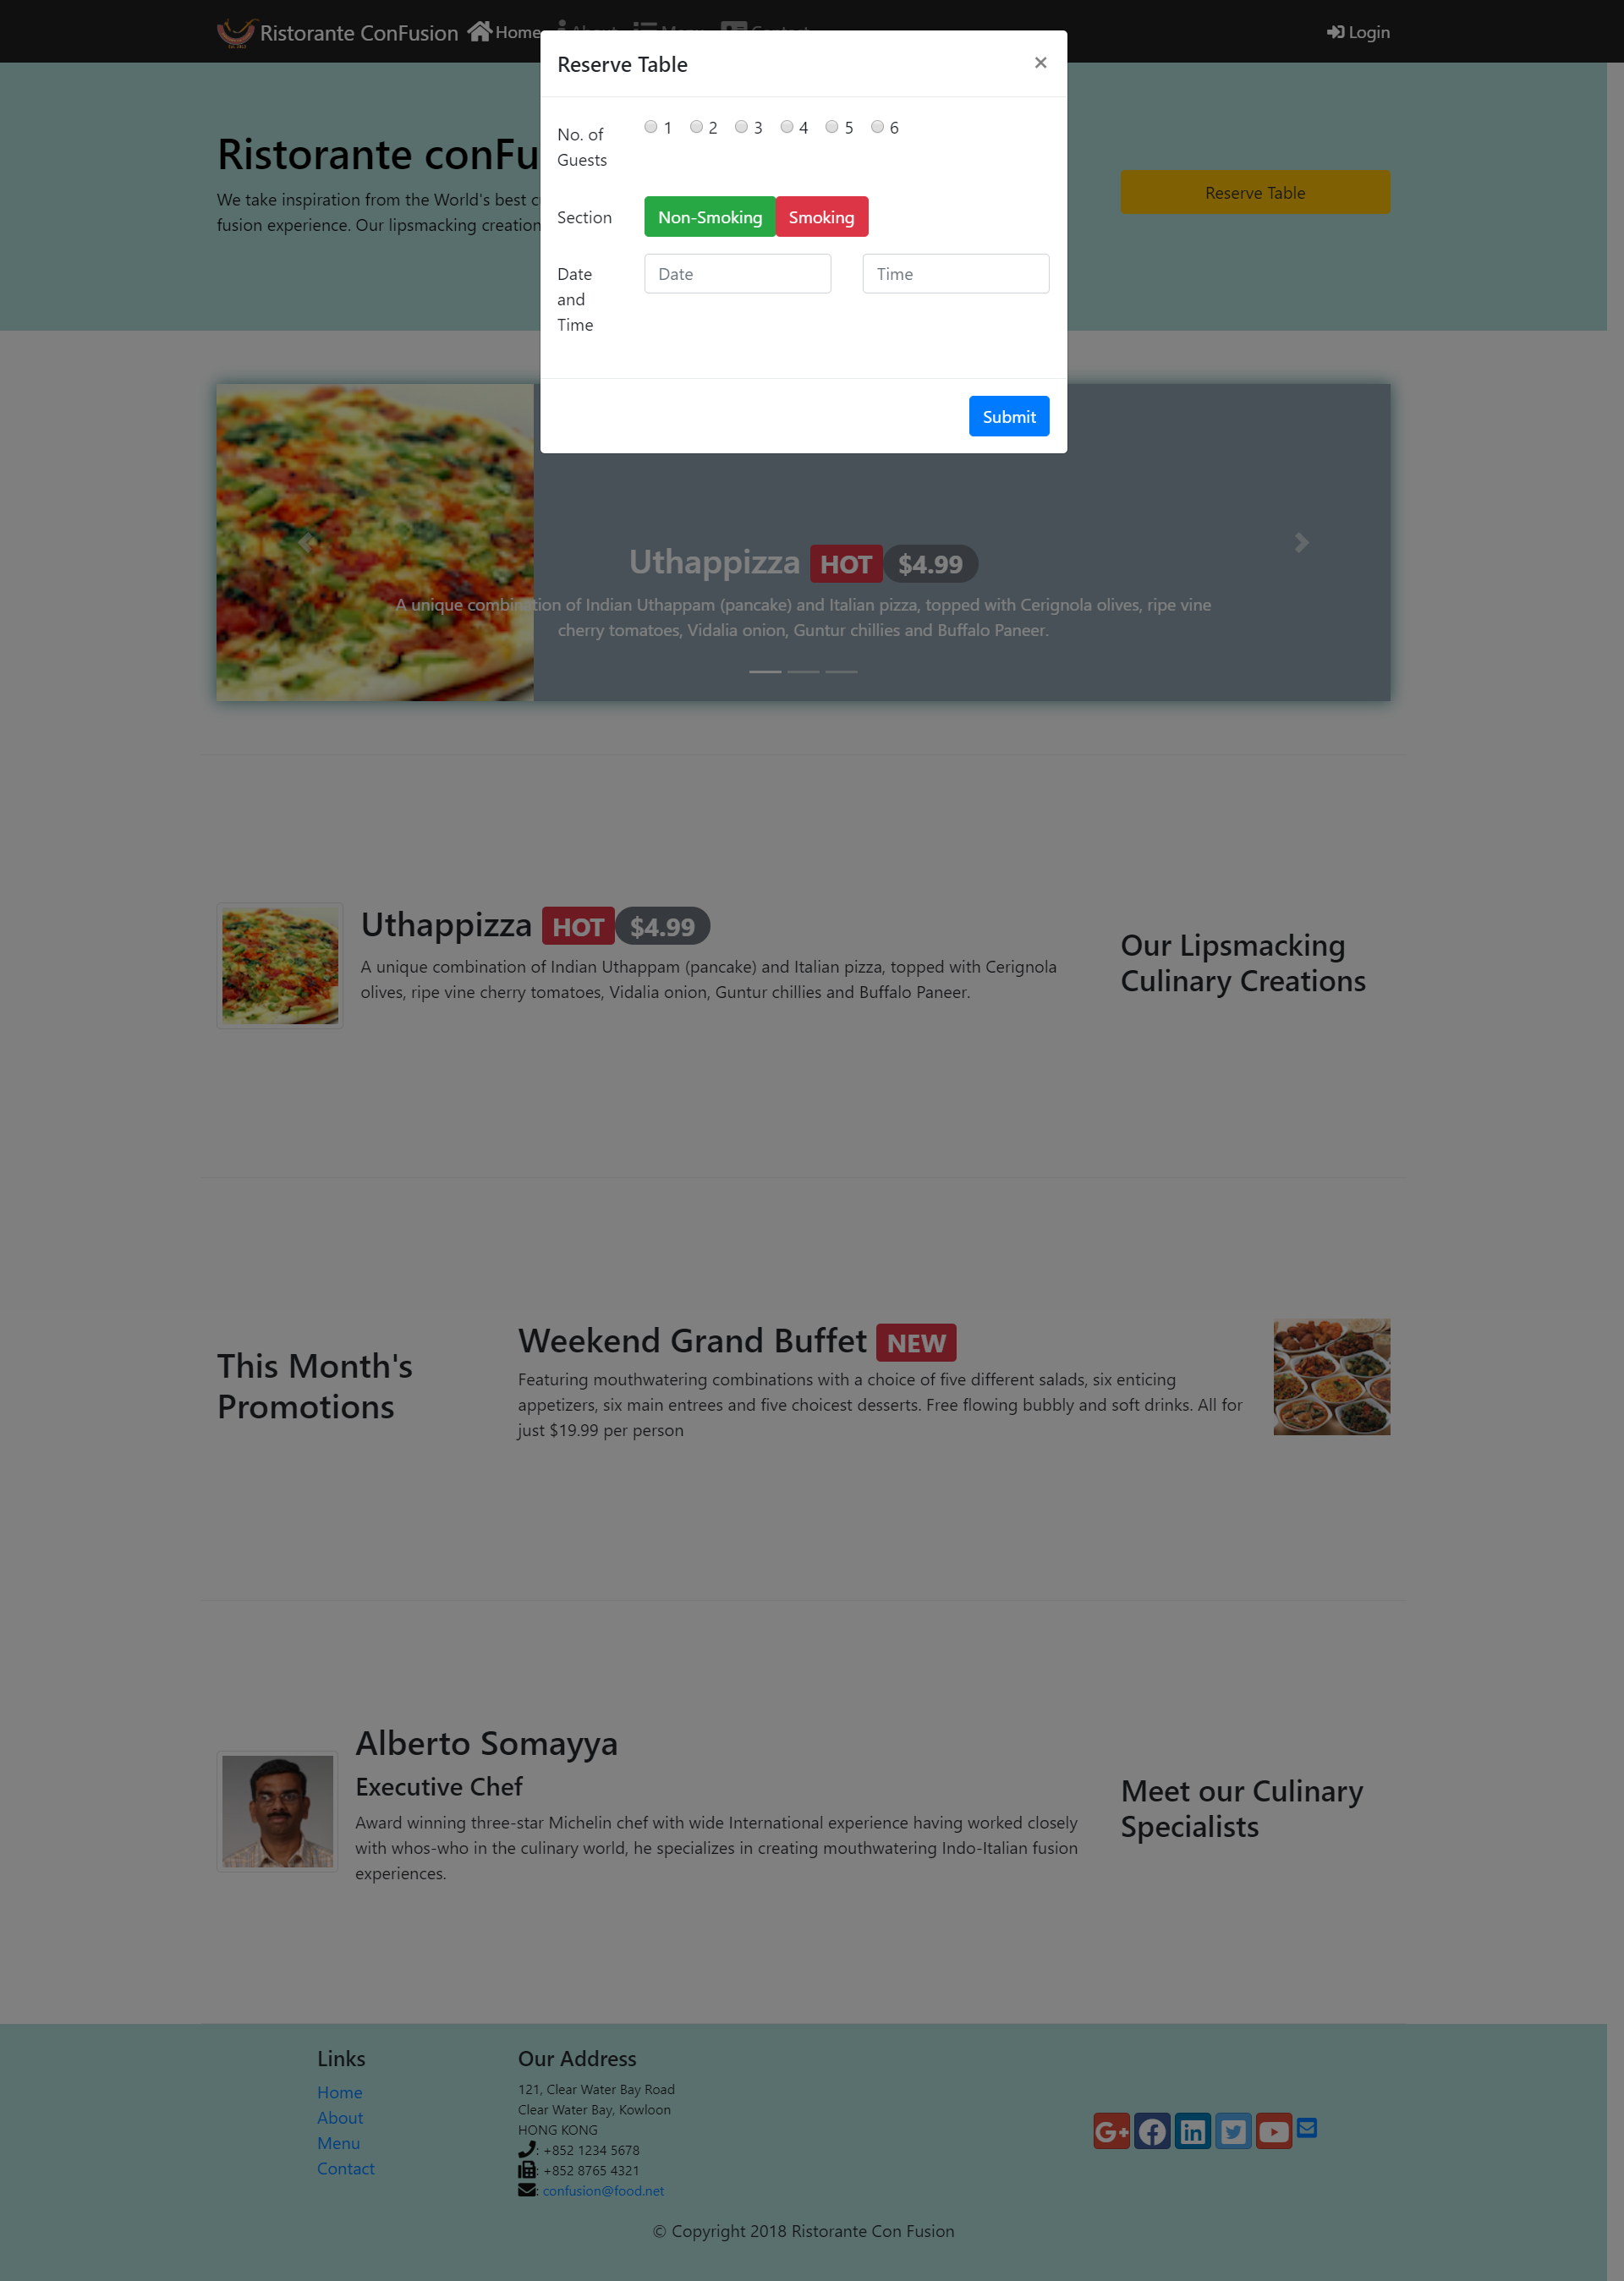 Ristorante ConFusion Home About Menu Contact Login
Reserve Table ×
No. of
Guests
1 2 3 4 5 6
Section Non-Smoking Smoking
Date
and
Time
Date Time
Submit
Ristorante conFu
We take inspiration from the World's best c
fusion experience. Our lipsmacking creation
Reserve Table
Uthappizza HOT $4.99
A unique combination of Indian Uthappam (pancake) and Italian pizza, topped with Cerignola olives, ripe vine
cherry tomatoes, Vidalia onion, Guntur chillies and Buffalo Paneer.
Uthappizza HOT $4.99
A unique combination of Indian Uthappam (pancake) and Italian pizza, topped with Cerignola
olives, ripe vine cherry tomatoes, Vidalia onion, Guntur chillies and Buffalo Paneer.
Our Lipsmacking
Culinary Creations
This Month's
Promotions
Weekend Grand Buffet NEW
Featuring mouthwatering combinations with a choice of five different salads, six enticing
appetizers, six main entrees and five choicest desserts. Free flowing bubbly and soft drinks. All for
just $19.99 per person
Alberto Somayya
Executive Chef
Award winning three-star Michelin chef with wide International experience having worked closely
with whos-who in the culinary world, he specializes in creating mouthwatering Indo-Italian fusion
experiences.
Meet our Culinary
Specialists
Links
Home
About
Menu
Contact
Our Address
121, Clear Water Bay Road
Clear Water Bay, Kowloon
HONG KONG
: +852 1234 5678
: +852 8765 4321
: confusion@food.net
© Copyright 2018 Ristorante Con Fusion